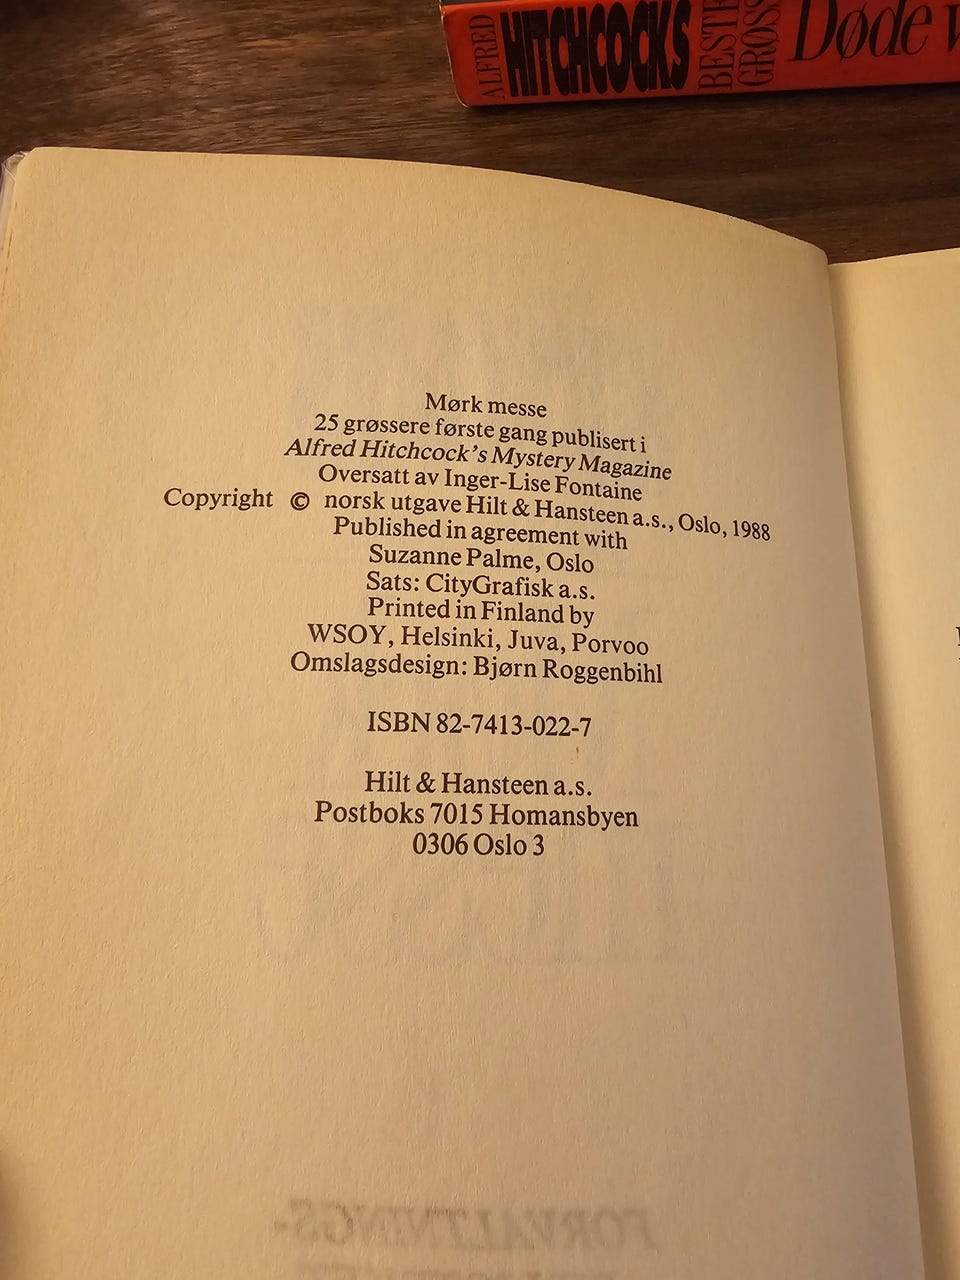 ALFRED
HITCHCOCKS
BESTE
Døde
Mørk messe
25 grøssere første gang publisert i
Alfred Hitchcock's Mystery Magazine
Oversatt av Inger-Lise Fontaine
Copyright © norsk utgave Hilt & Hansteen a.s., Oslo, 1988
Published in agreement with
Suzanne Palme, Oslo
Sats: CityGrafisk a.s.
Printed in Finland by
WSOY, Helsinki, Juva, Porvoo
Omslagsdesign: Bjørn Roggenbihl
ISBN 82-7413-022-7
Hilt & Hansteen a.s.
Postboks 7015 Homansbyen
0306 Oslo 3
FORVALTNINGS-